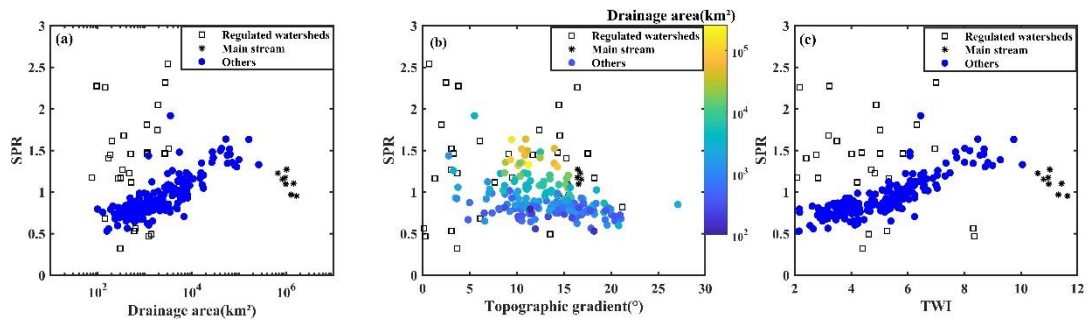 Drainage area(km²)
3
2.5
2
1.5
1
0.5
0
SPR
(a)
Regulated watersheds
Main stream
Others
10²
10⁴
10⁶
Drainage area(km²)
3
2.5
2
1.5
1
0.5
0
SPR
(b)
Regulated watersheds
Main stream
Others
0
5
10
15
20
25
30
Topographic gradient(°)
10⁵
10⁴
10³
10²
3
2.5
2
1.5
1
0.5
0
SPR
(c)
Regulated watersheds
Main stream
Others
2
4
6
8
10
12
TWI